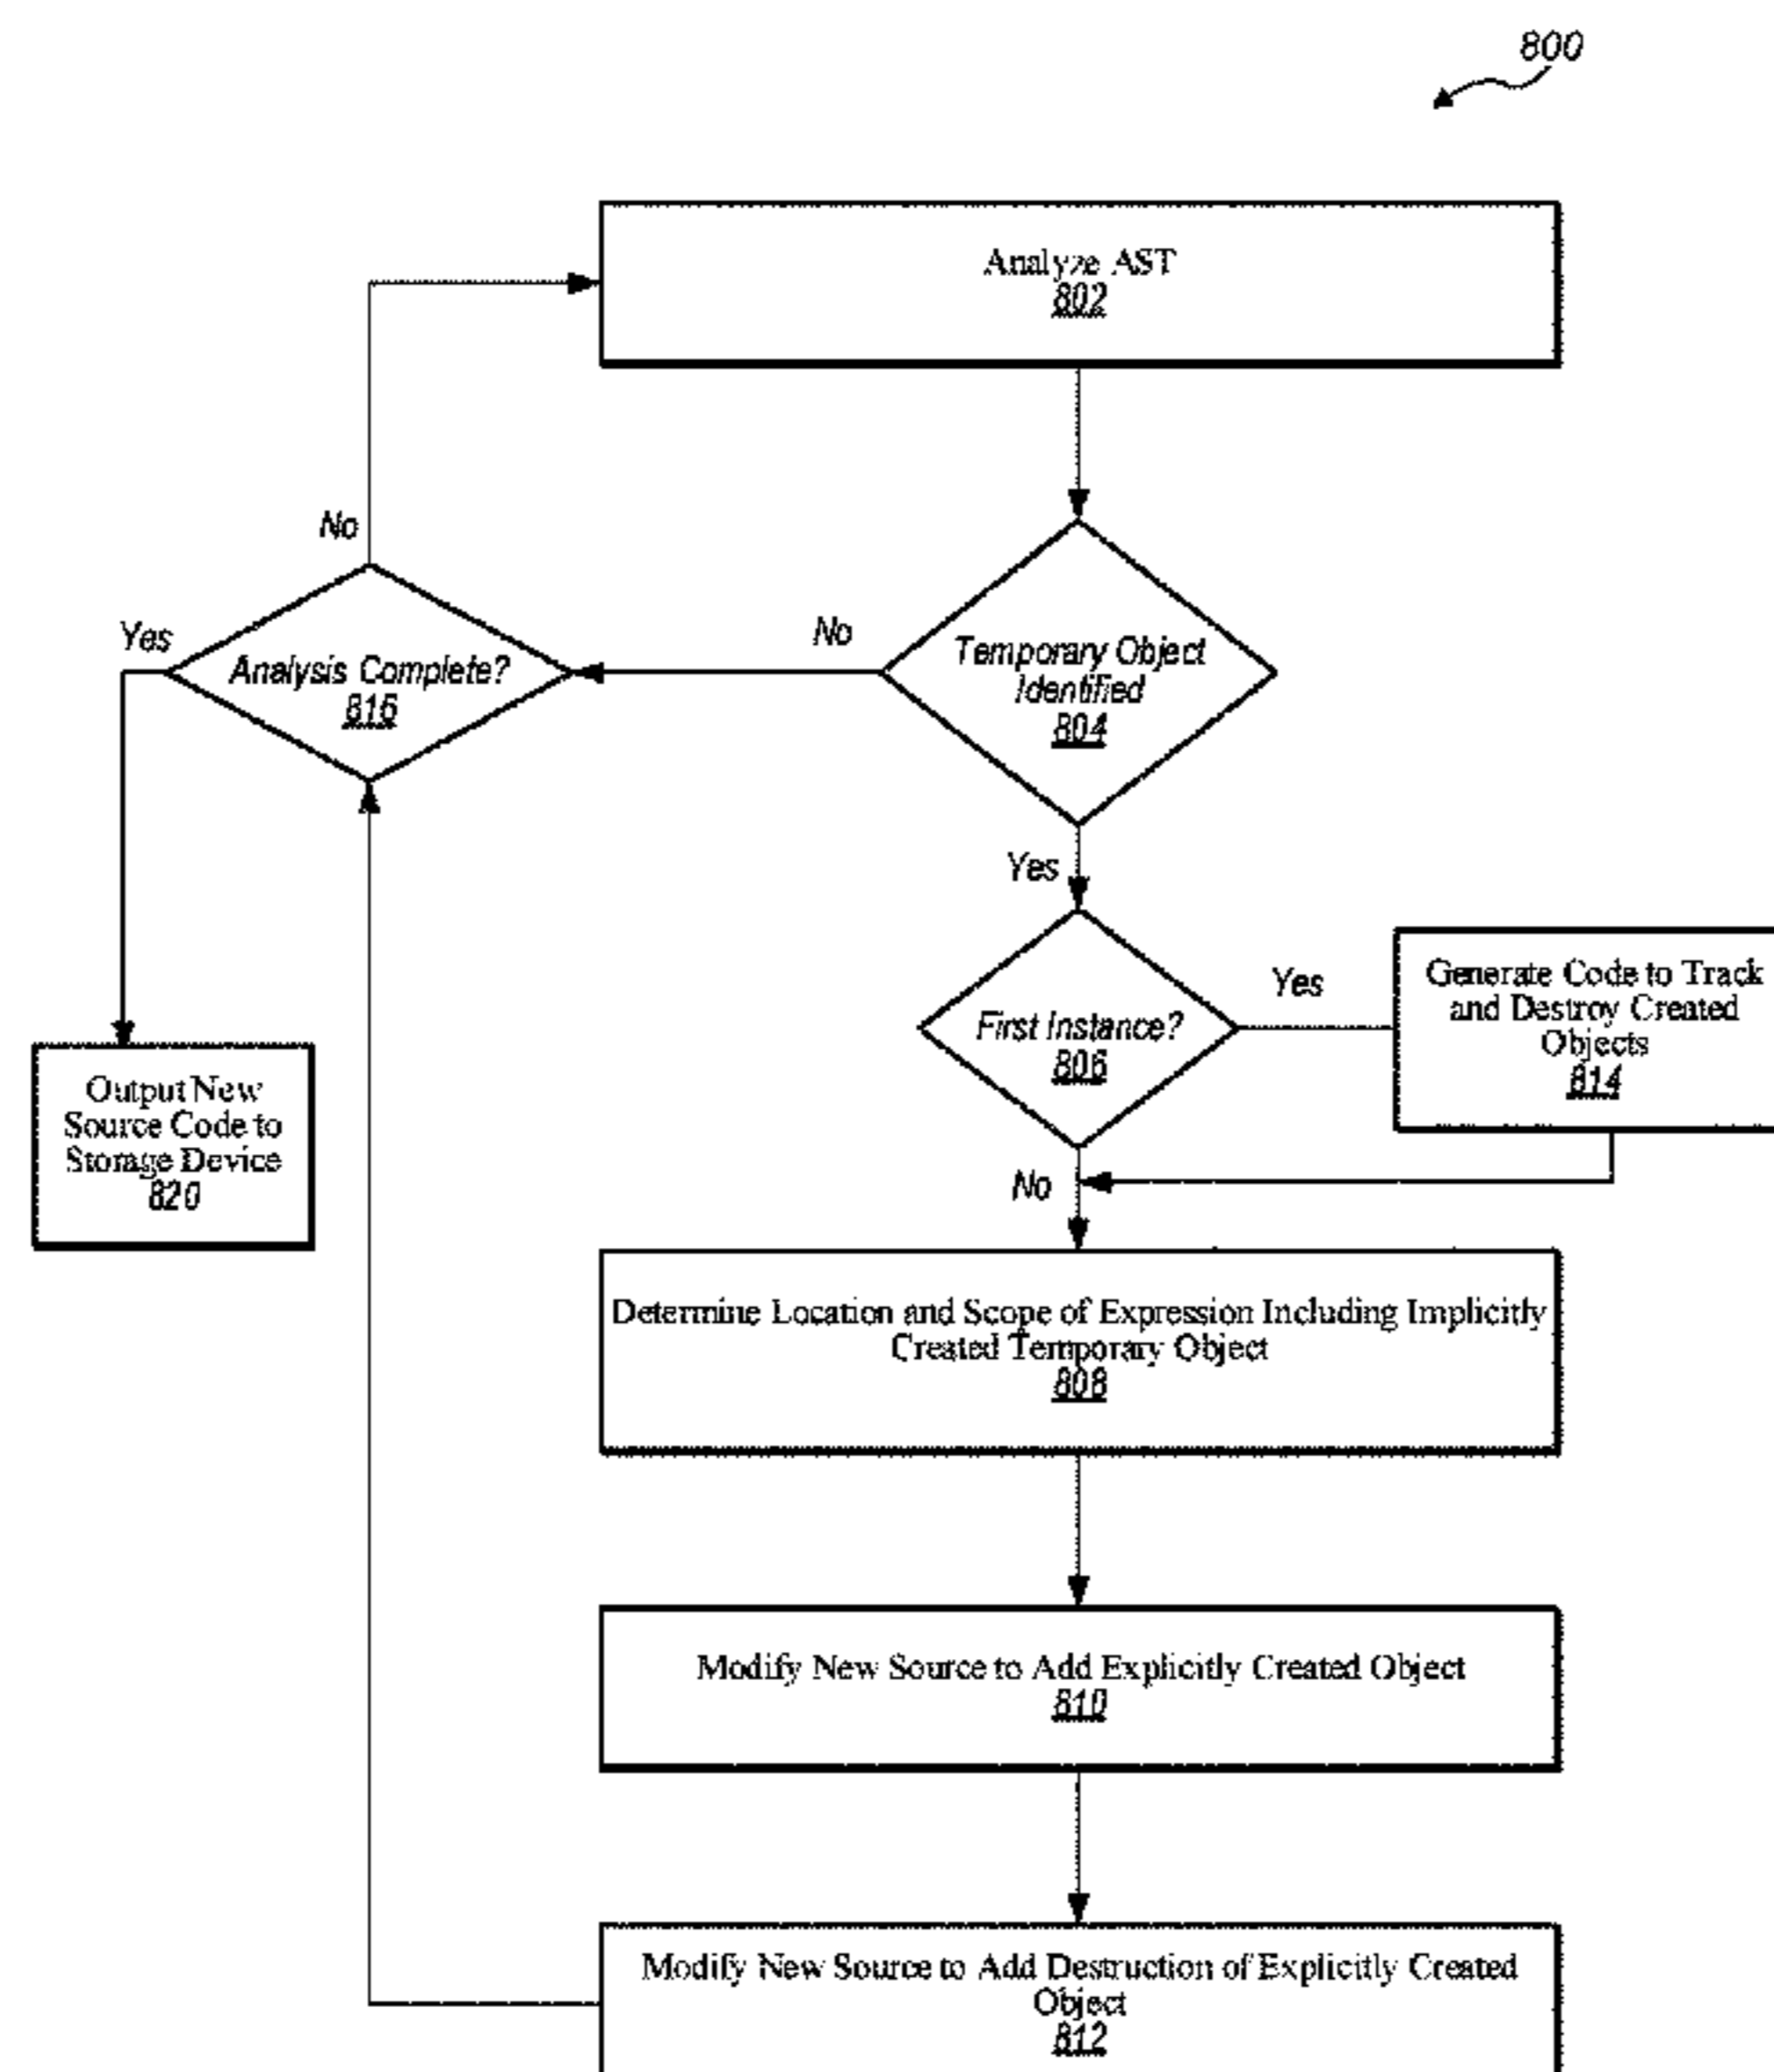 800
Analyze AST
802
No
Yes
Analysis Complete?
816
No
Temporary Object
Identified
804
Yes
First Instance?
806
Yes
Generate Code to Track
and Destroy Created
Objects
814
No
Output New
Source Code to
Storage Device
820
Determine Location and Scope of Expression Including Implicitly
Created Temporary Object
808
Modify New Source to Add Explicitly Created Object
810
Modify New Source to Add Destruction of Explicitly Created
Object
812